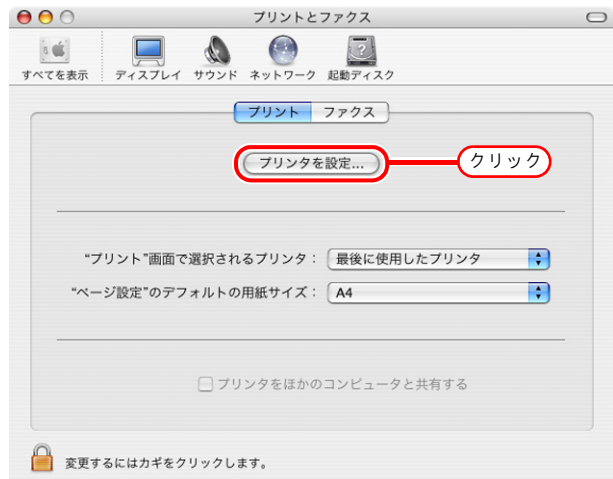 プリントとファクス
すべてを表示 ディスプレイ サウンド ネットワーク 起動ディスク
プリント ファクス
プリンタを設定... クリック
“プリント”画面で選択されるプリンタ： 最後に使用したプリンタ
“ページ設定”のデフォルトの用紙サイズ： A4
プリンタをほかのコンピュータと共有する
変更するにはカギをクリックします。